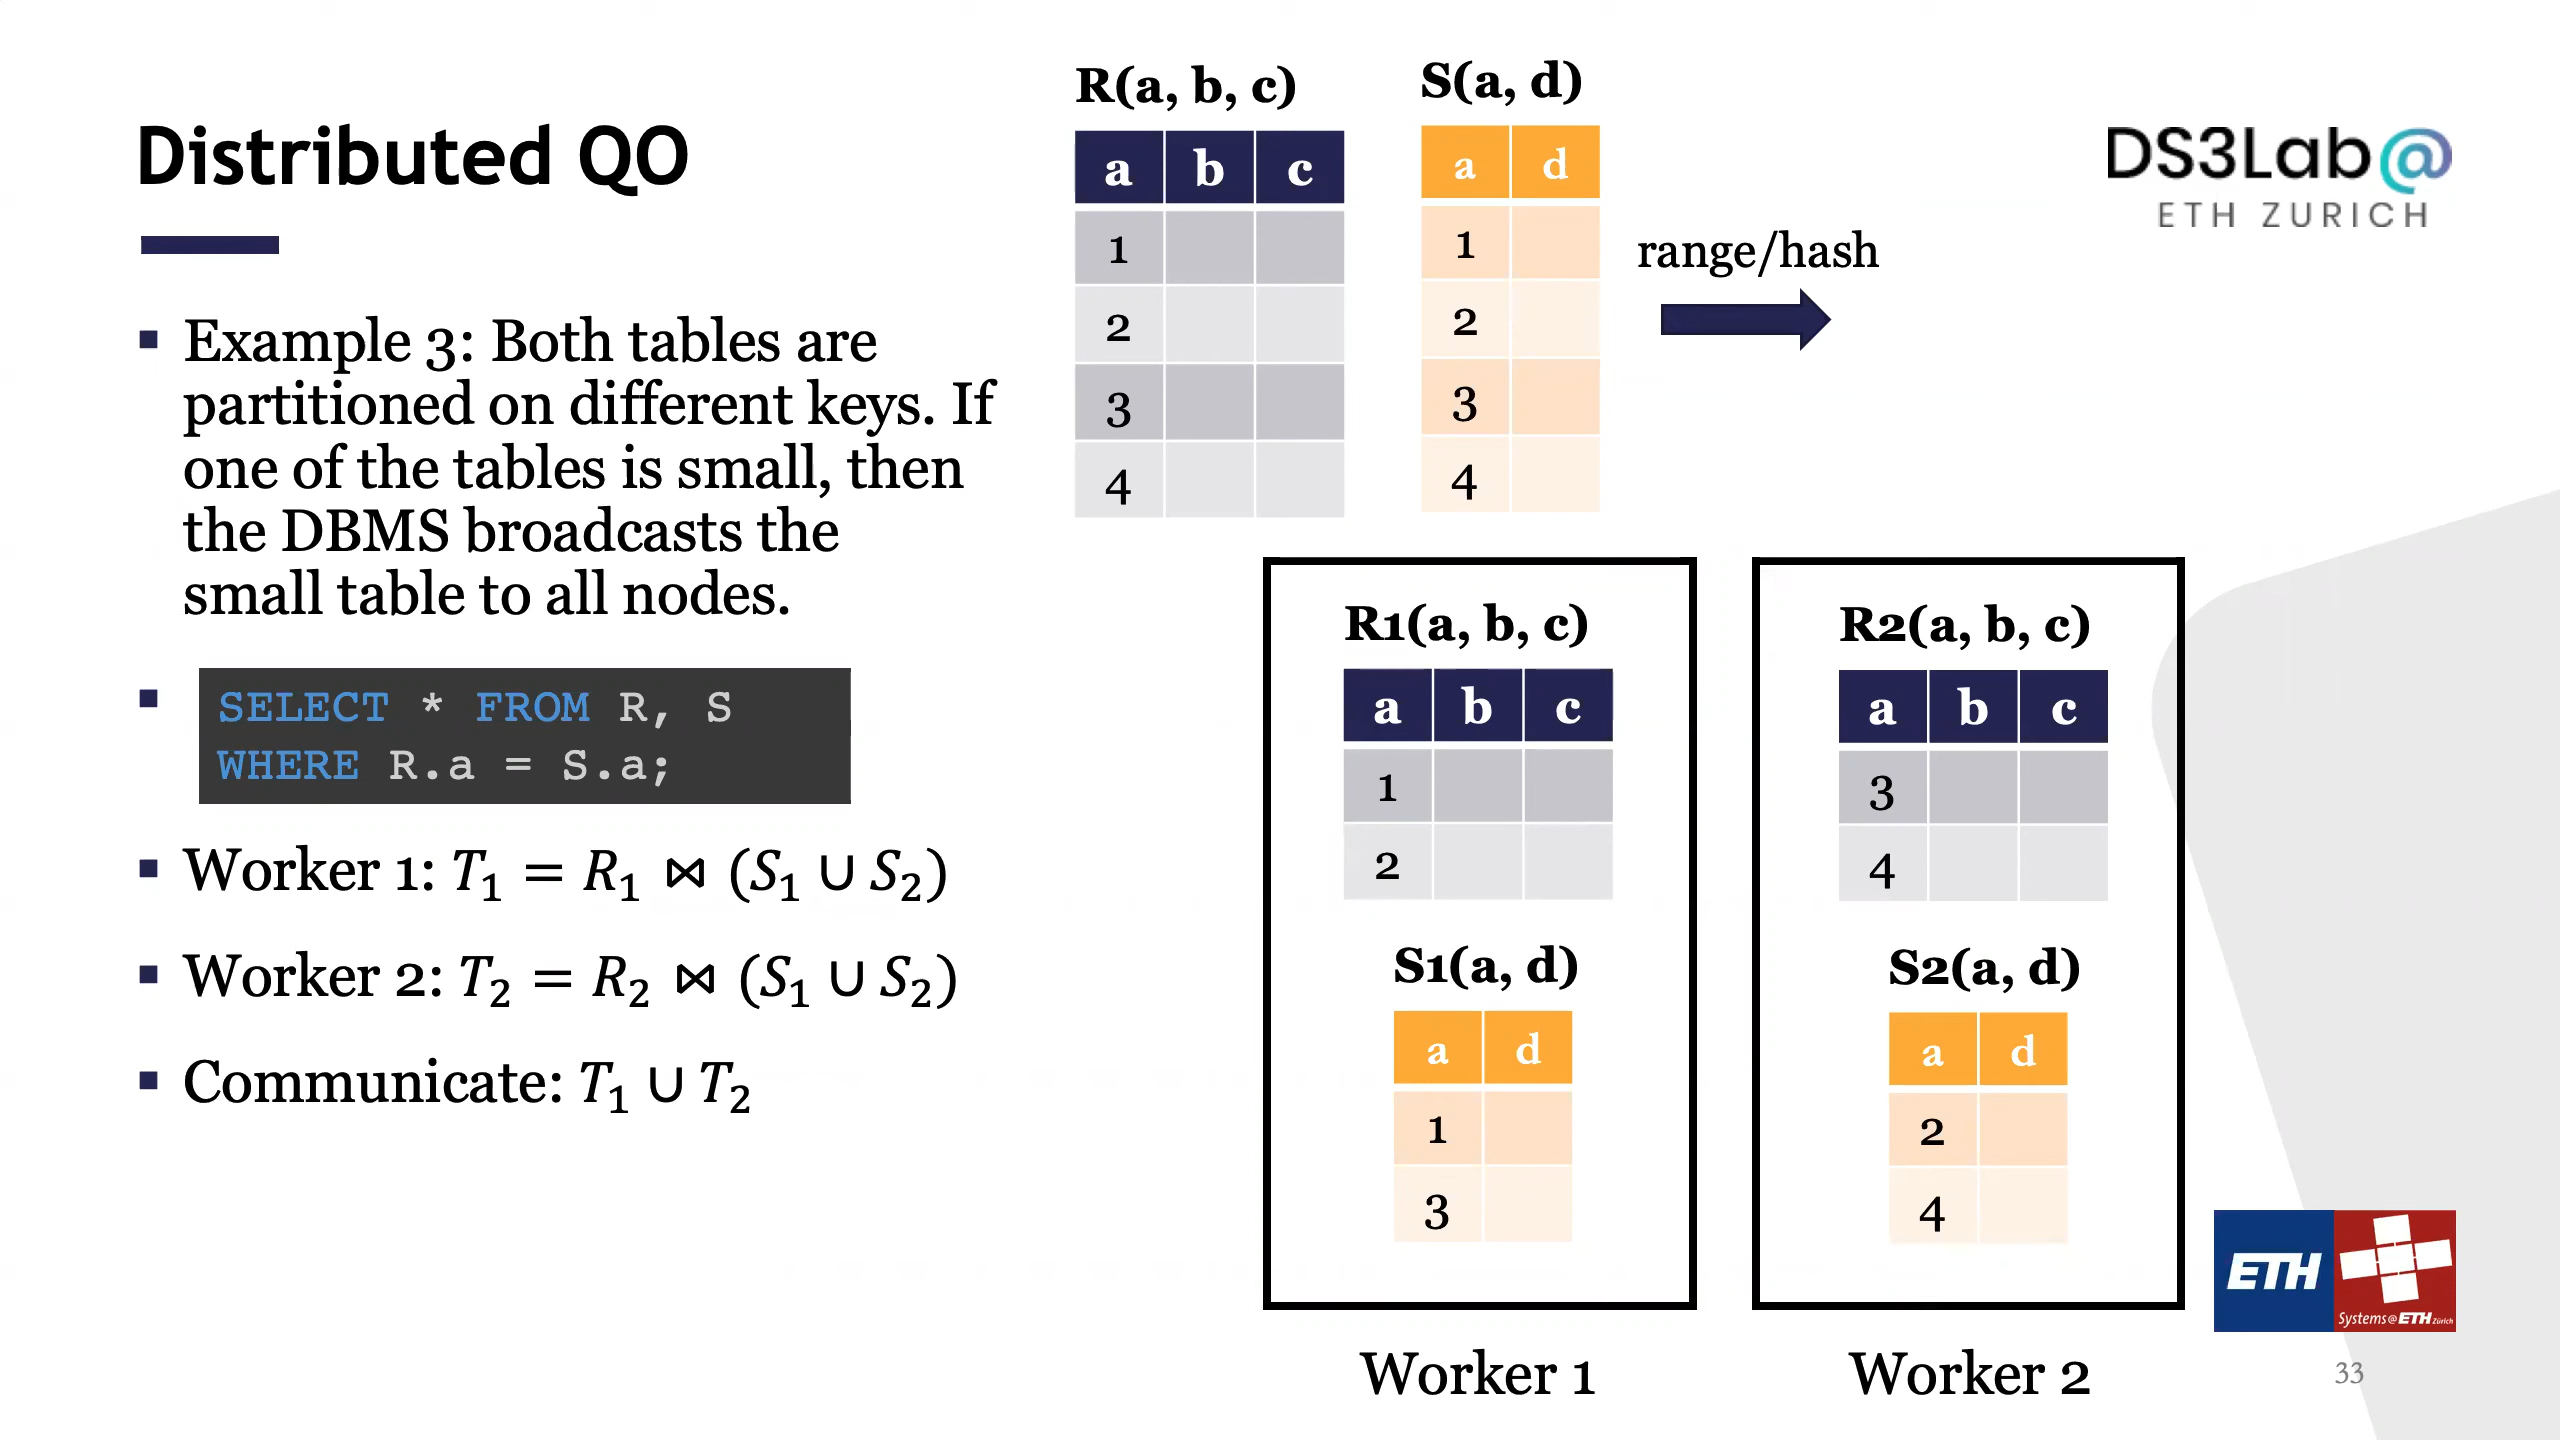 Distributed QO
Example 3: Both tables are
partitioned on different keys. If
one of the tables is small, then
the DBMS broadcasts the
small table to all nodes.
SELECT * FROM R, S
WHERE R.a = S.a;
Worker 1: T₁ = R₁ ⋈ (S₁ ∪ S₂)
Worker 2: T₂ = R₂ ⋈ (S₁ ∪ S₂)
Communicate: T₁ ∪ T₂
R(a, b, c)
a b c
1
2
3
4
S(a, d)
a d
1
2
3
4
range/hash
DS3Lab@
ETH ZURICH
R1(a, b, c)
a b c
1
2
S1(a, d)
a d
1
3
Worker 1
R2(a, b, c)
a b c
3
4
S2(a, d)
a d
2
4
Worker 2
ETH
Systems@ETH Zürich
33